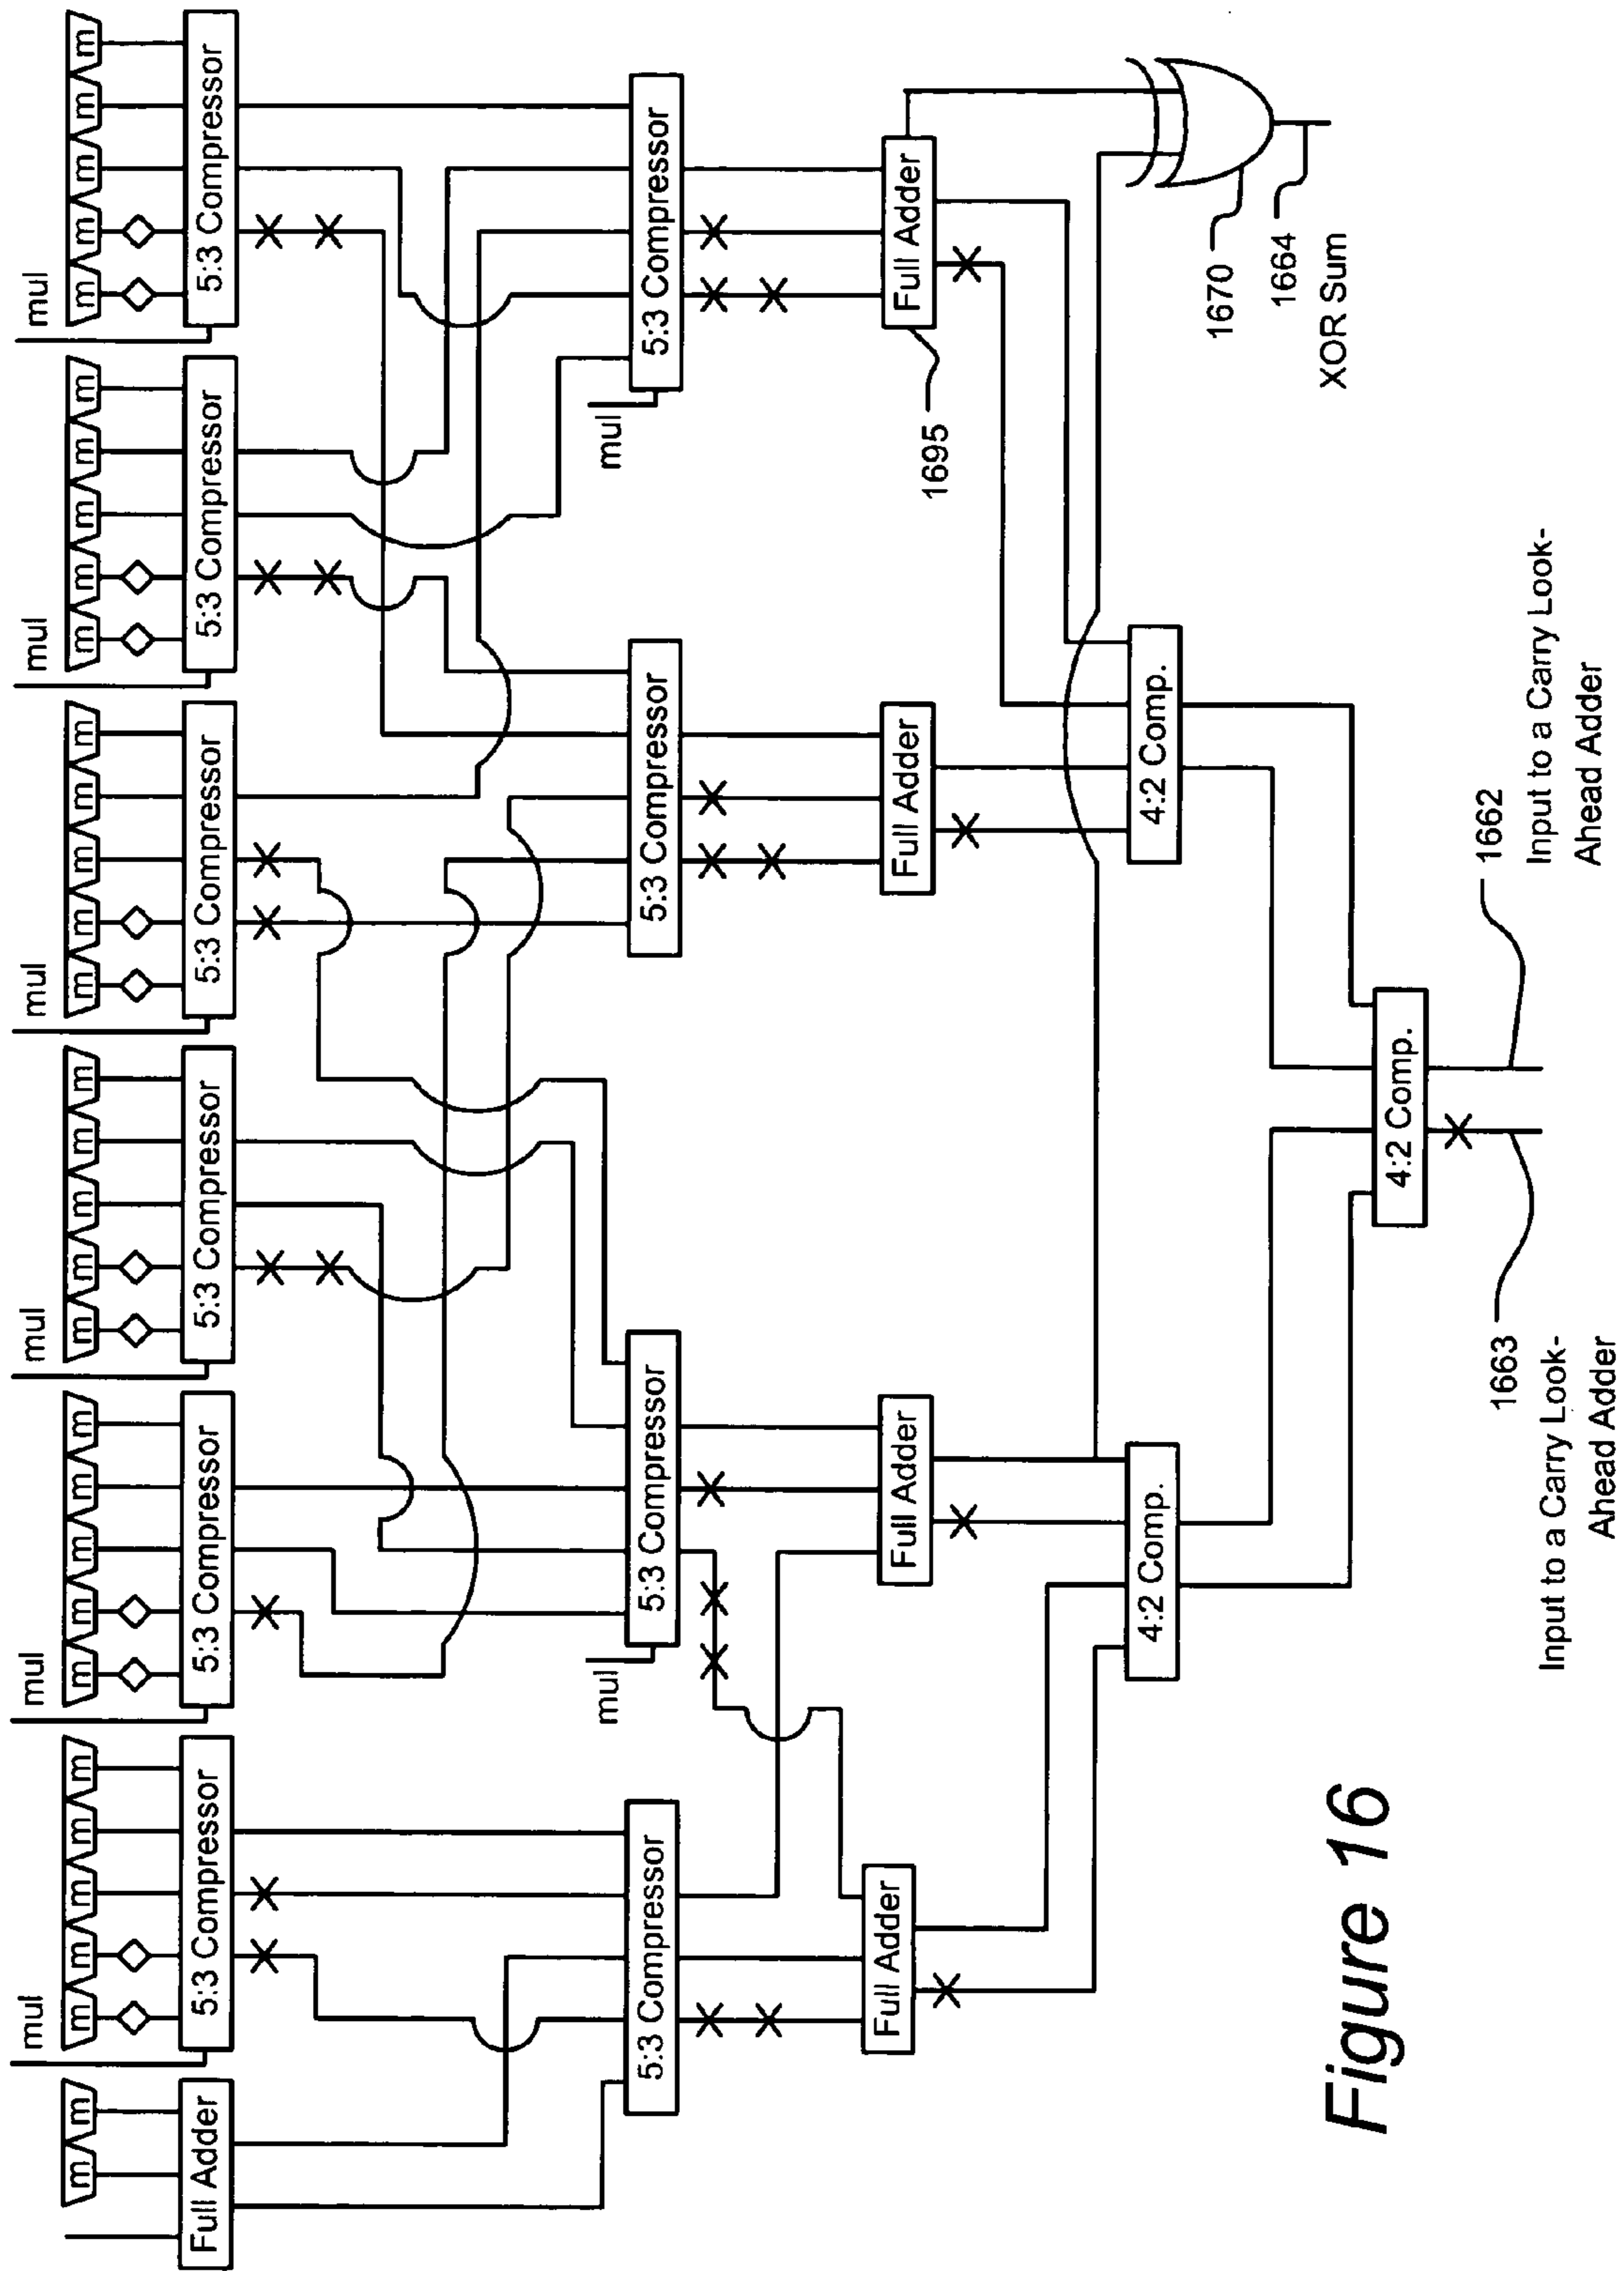 mul
mul
mul
mul
mul
mul
m m
m m m m m
m m m m m
m m m m m
m m m m m
m m m m m
m m m m m
Full Adder
5:3 Compressor
5:3 Compressor
5:3 Compressor
5:3 Compressor
5:3 Compressor
5:3 Compressor
mul
mul
5:3 Compressor
5:3 Compressor
5:3 Compressor
5:3 Compressor
Full Adder
Full Adder
Full Adder
Full Adder
1695
4:2 Comp.
4:2 Comp.
1670
1664
XOR Sum
4:2 Comp.
1663
Input to a Carry Look-
Ahead Adder
1662
Input to a Carry Look-
Ahead Adder
Figure 16